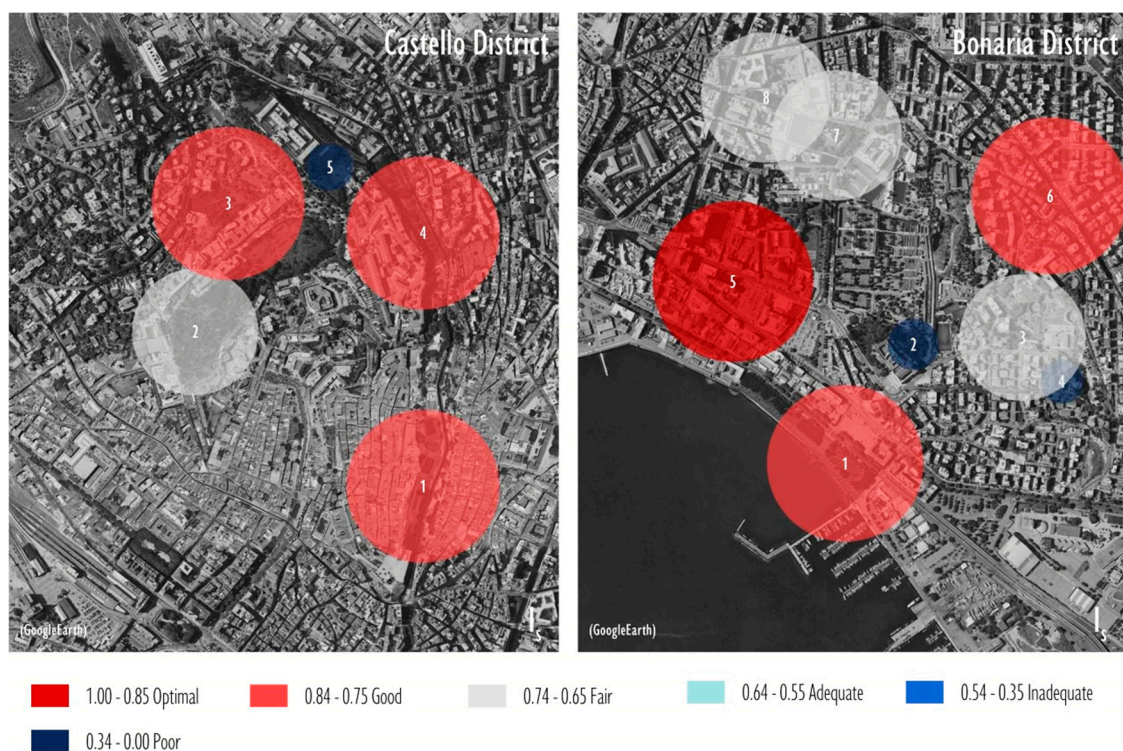 Castello District
5
3
4
2
1
(GoogleEarth)
Is
Bonaria District
8
7
6
5
2
3
4
1
(GoogleEarth)
Is
1.00 - 0.85 Optimal
0.84 - 0.75 Good
0.74 - 0.65 Fair
0.64 - 0.55 Adequate
0.54 - 0.35 Inadequate
0.34 - 0.00 Poor